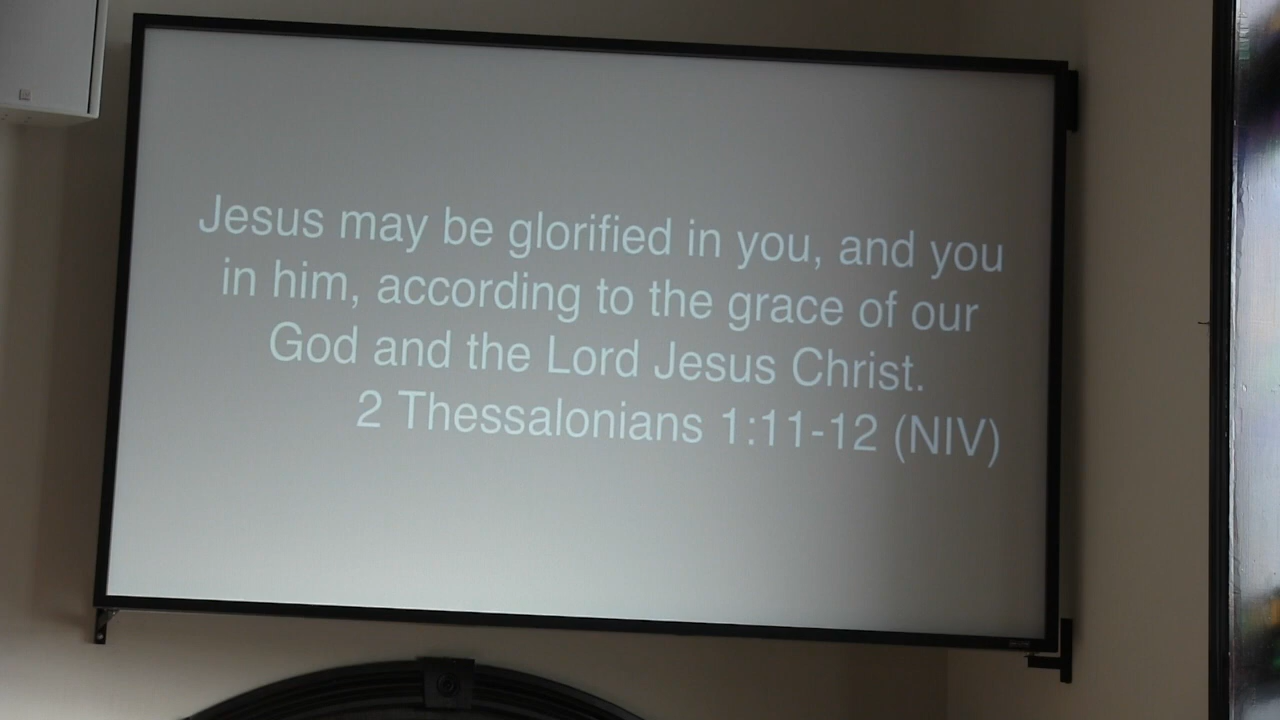 Jesus may be glorified in you, and you
in him, according to the grace of our
God and the Lord Jesus Christ.
2 Thessalonians 1:11-12 (NIV)